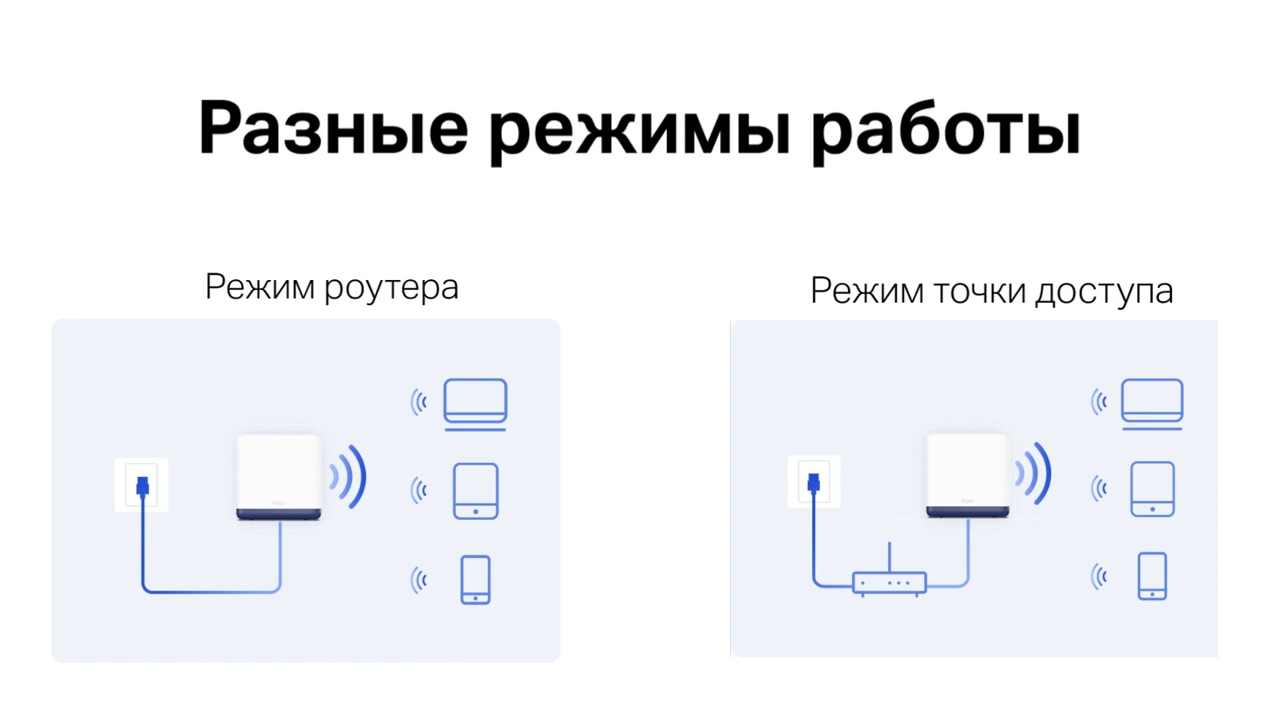 Разные режимы работы
Режим роутера
Режим точки доступа